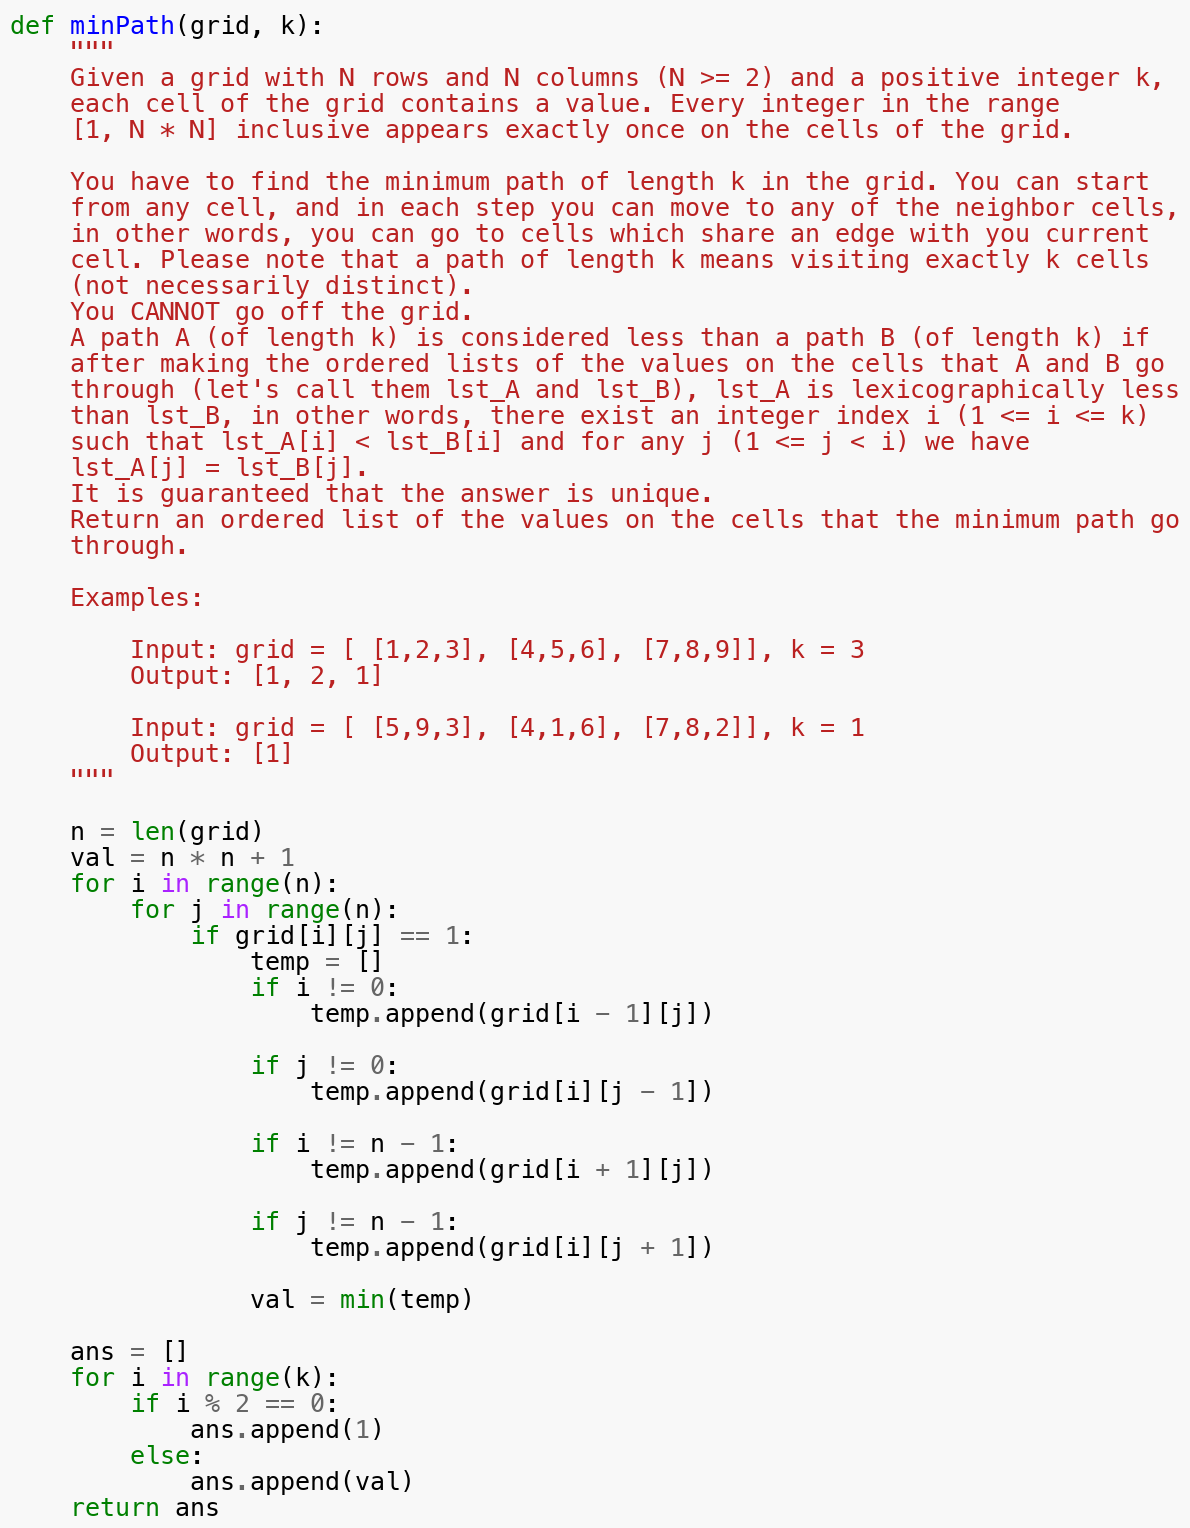 def minPath(grid, k):
    """
    Given a grid with N rows and N columns (N >= 2) and a positive integer k,
    each cell of the grid contains a value. Every integer in the range
    [1, N * N] inclusive appears exactly once on the cells of the grid.

    You have to find the minimum path of length k in the grid. You can start
    from any cell, and in each step you can move to any of the neighbor cells,
    in other words, you can go to cells which share an edge with you current
    cell. Please note that a path of length k means visiting exactly k cells
    (not necessarily distinct).
    You CANNOT go off the grid.
    A path A (of length k) is considered less than a path B (of length k) if
    after making the ordered lists of the values on the cells that A and B go
    through (let's call them lst_A and lst_B), lst_A is lexicographically less
    than lst_B, in other words, there exist an integer index i (1 <= i <= k)
    such that lst_A[i] < lst_B[i] and for any j (1 <= j < i) we have
    lst_A[j] = lst_B[j].
    It is guaranteed that the answer is unique.
    Return an ordered list of the values on the cells that the minimum path go
    through.

    Examples:

        Input: grid = [ [1,2,3], [4,5,6], [7,8,9]], k = 3
        Output: [1, 2, 1]

        Input: grid = [ [5,9,3], [4,1,6], [7,8,2]], k = 1
        Output: [1]
    """

    n = len(grid)
    val = n * n + 1
    for i in range(n):
        for j in range(n):
            if grid[i][j] == 1:
                temp = []
                if i != 0:
                    temp.append(grid[i - 1][j])

                if j != 0:
                    temp.append(grid[i][j - 1])

                if i != n - 1:
                    temp.append(grid[i + 1][j])

                if j != n - 1:
                    temp.append(grid[i][j + 1])

                val = min(temp)

    ans = []
    for i in range(k):
        if i % 2 == 0:
            ans.append(1)
        else:
            ans.append(val)
    return ans